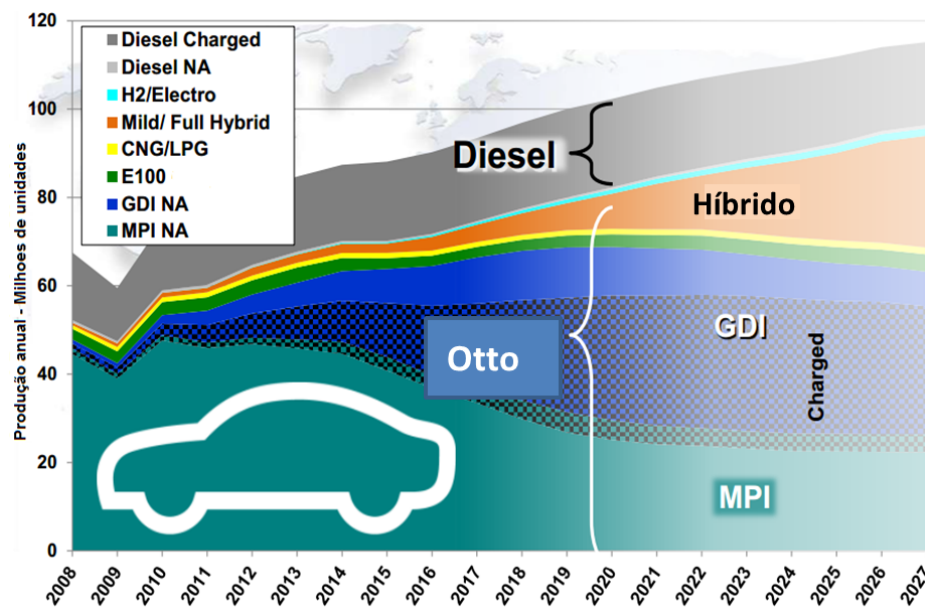 Produção anual - Milhoes de unidades
120
100
80
60
40
20
0
Diesel Charged
Diesel NA
H2/Electro
Mild/ Full Hybrid
CNG/LPG
E100
GDI NA
MPI NA
Diesel
Híbrido
Otto
GDI
Charged
MPI
2008
2009
2010
2011
2012
2013
2014
2015
2016
2017
2018
2019
2020
2021
2022
2023
2024
2025
2026
2027